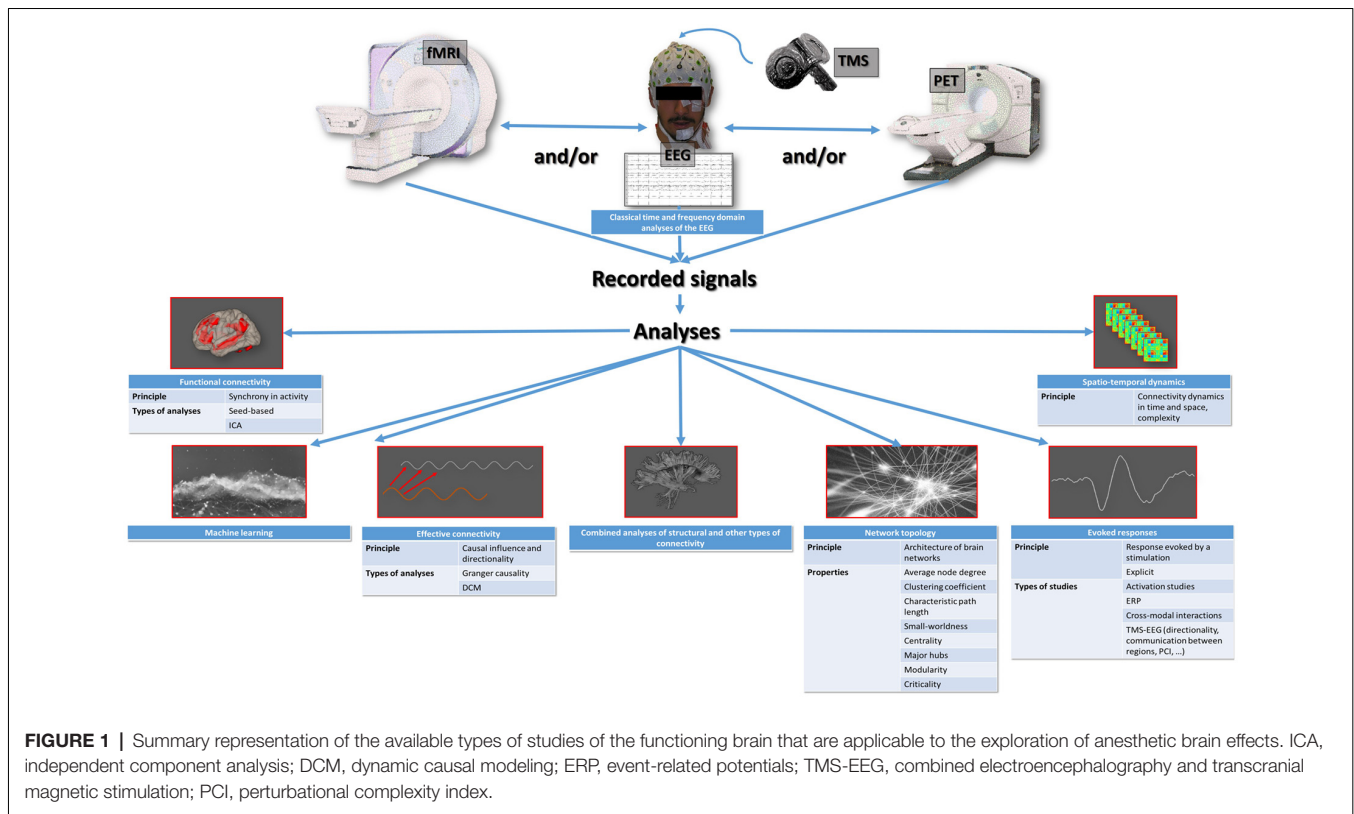 fMRI
TMS
PET
and/or
EEG
and/or
Classical time and frequency domain
analyses of the EEG
Recorded signals
Analyses
Functional connectivity
Principle Synchrony in activity
Types of analyses Seed-based
ICA
Spatio-temporal dynamics
Principle Connectivity dynamics
in time and space,
complexity
Machine learning
Effective connectivity
Principle Causal influence and
directionality
Types of analyses Granger causality
DCM
Combined analyses of structural and other types of
connectivity
Network topology
Principle Architecture of brain
networks
Properties Average node degree
Clustering coefficient
Characteristic path
length
Small-worldness
Centrality
Major hubs
Modularity
Criticality
Evoked responses
Principle Response evoked by a
stimulation
Explicit
Types of studies Activation studies
ERP
Cross-modal interactions
TMS-EEG (directionality,
communication between
regions, PCI, ...)
FIGURE 1 | Summary representation of the available types of studies of the functioning brain that are applicable to the exploration of anesthetic brain effects. ICA,
independent component analysis; DCM, dynamic causal modeling; ERP, event-related potentials; TMS-EEG, combined electroencephalography and transcranial
magnetic stimulation; PCI, perturbational complexity index.